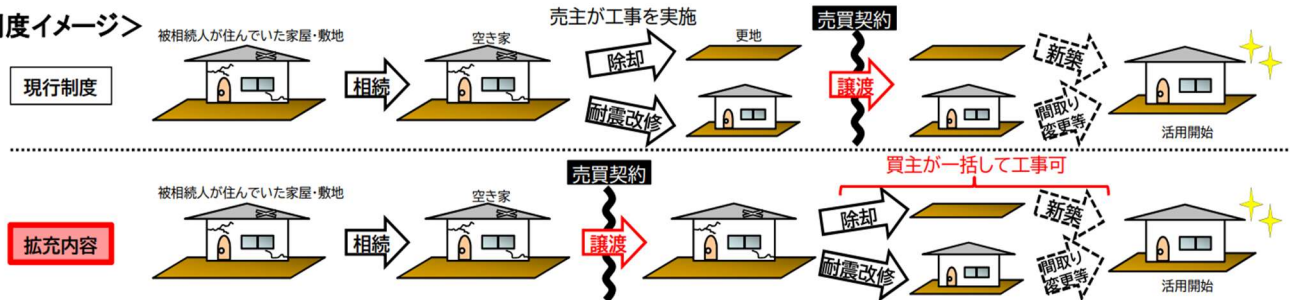 度イメージ>
売主が工事を実施
売買契約
被相続人が住んでいた家屋・敷地
空き家
更地
現行制度
相続
除却
耐震改修
譲渡
新築
間取り
変更等
活用開始
売買契約
買主が一括して工事可
被相続人が住んでいた家屋・敷地
空き家
拡充内容
相続
譲渡
除却
耐震改修
新築
間取り
変更等
活用開始